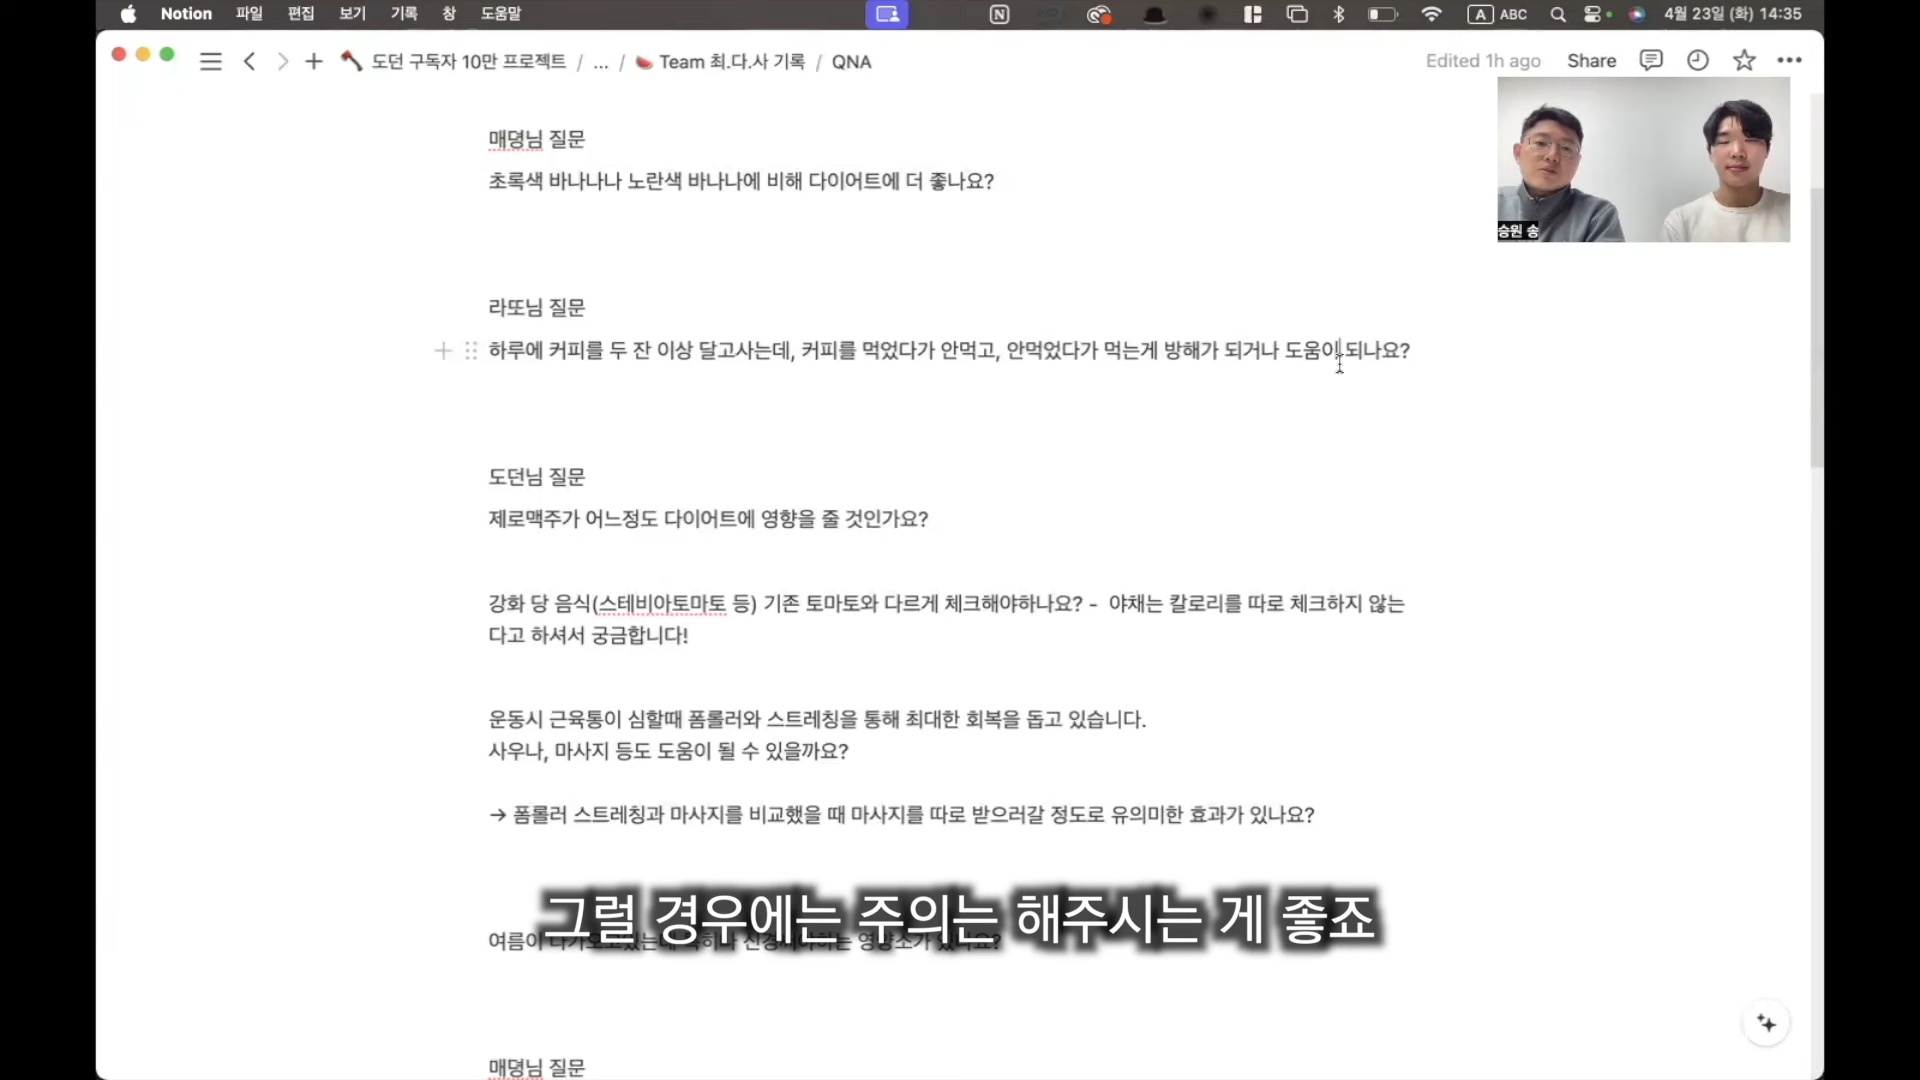 Notion 파일 편집 보기 기록 창 도움말
A ABC 4월 23일 (화) 14:35
도던 구독자 10만 프로젝트 / ... / Team 최.다.사 기록 / QNA
Edited 1h ago Share
매뎡님 질문
초록색 바나나나 노란색 바나나에 비해 다이어트에 더 좋나요?
승원 송
라또님 질문
하루에 커피를 두 잔 이상 달고사는데, 커피를 먹었다가 안먹고, 안먹었다가 먹는게 방해가 되거나 도움이 되나요?
도던님 질문
제로맥주가 어느정도 다이어트에 영향을 줄 것인가요?
강화 당 음식(스테비아토마토 등) 기존 토마토와 다르게 체크해야하나요? - 야채는 칼로리를 따로 체크하지 않는
다고 하셔서 궁금합니다!
운동시 근육통이 심할때 폼롤러와 스트레칭을 통해 최대한 회복을 돕고 있습니다.
사우나, 마사지 등도 도움이 될 수 있을까요?
→ 폼롤러 스트레칭과 마사지를 비교했을 때 마사지를 따로 받으러갈 정도로 유의미한 효과가 있나요?
그럴 경우에는 주의는 해주시는 게 좋죠
여름이
매뎡님 질문